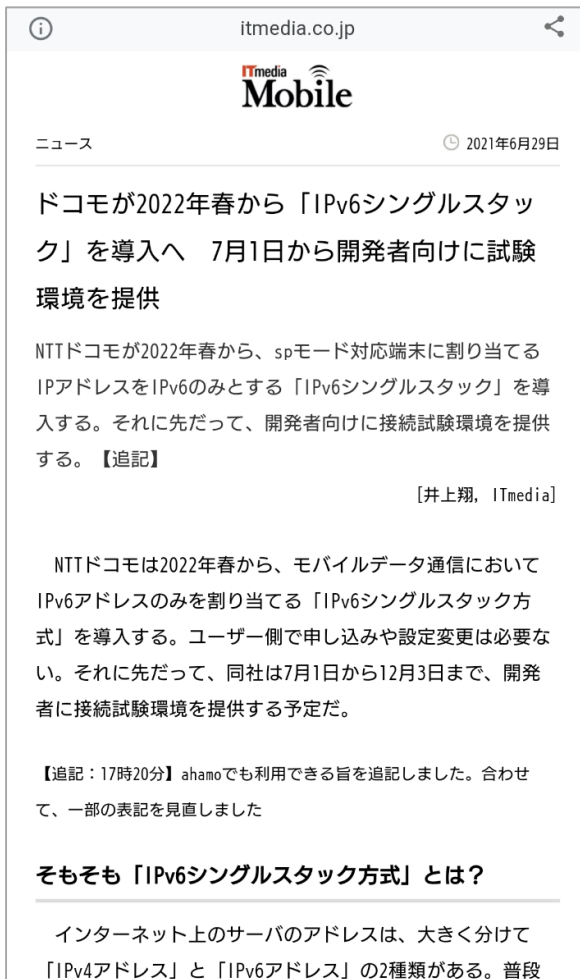 itmedia.co.jp
ITmedia
Mobile
ニュース
2021年6月29日
ドコモが2022年春から「IPv6シングルスタッ
ク」を導入へ　7月1日から開発者向けに試験
環境を提供
NTTドコモが2022年春から、spモード対応端末に割り当てる
IPアドレスをIPv6のみとする「IPv6シングルスタック」を導
入する。それに先だって、開発者向けに接続試験環境を提供
する。【追記】
[井上翔, ITmedia]
　NTTドコモは2022年春から、モバイルデータ通信において
IPv6アドレスのみを割り当てる「IPv6シングルスタック方
式」を導入する。ユーザー側で申し込みや設定変更は必要な
い。それに先だって、同社は7月1日から12月3日まで、開発
者に接続試験環境を提供する予定だ。
【追記：17時20分】ahamoでも利用できる旨を追記しました。合わせ
て、一部の表記を見直しました
そもそも「IPv6シングルスタック方式」とは？
　インターネット上のサーバのアドレスは、大きく分けて
「IPv4アドレス」と「IPv6アドレス」の2種類がある。普段